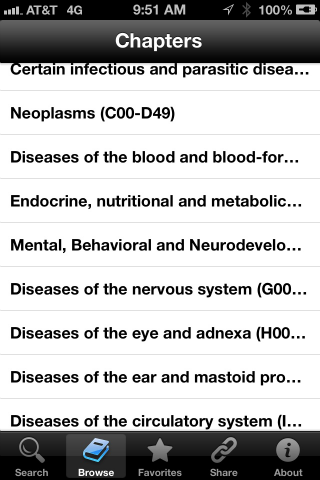 AT&T 4G 9:51 AM 100%
Chapters
Certain infectious and parasitic disea...
Neoplasms (C00-D49)
Diseases of the blood and blood-for...
Endocrine, nutritional and metabolic...
Mental, Behavioral and Neurodevelo...
Diseases of the nervous system (G00...
Diseases of the eye and adnexa (H00...
Diseases of the ear and mastoid pro...
Diseases of the circulatory system (I...
Search Browse Favorites Share About